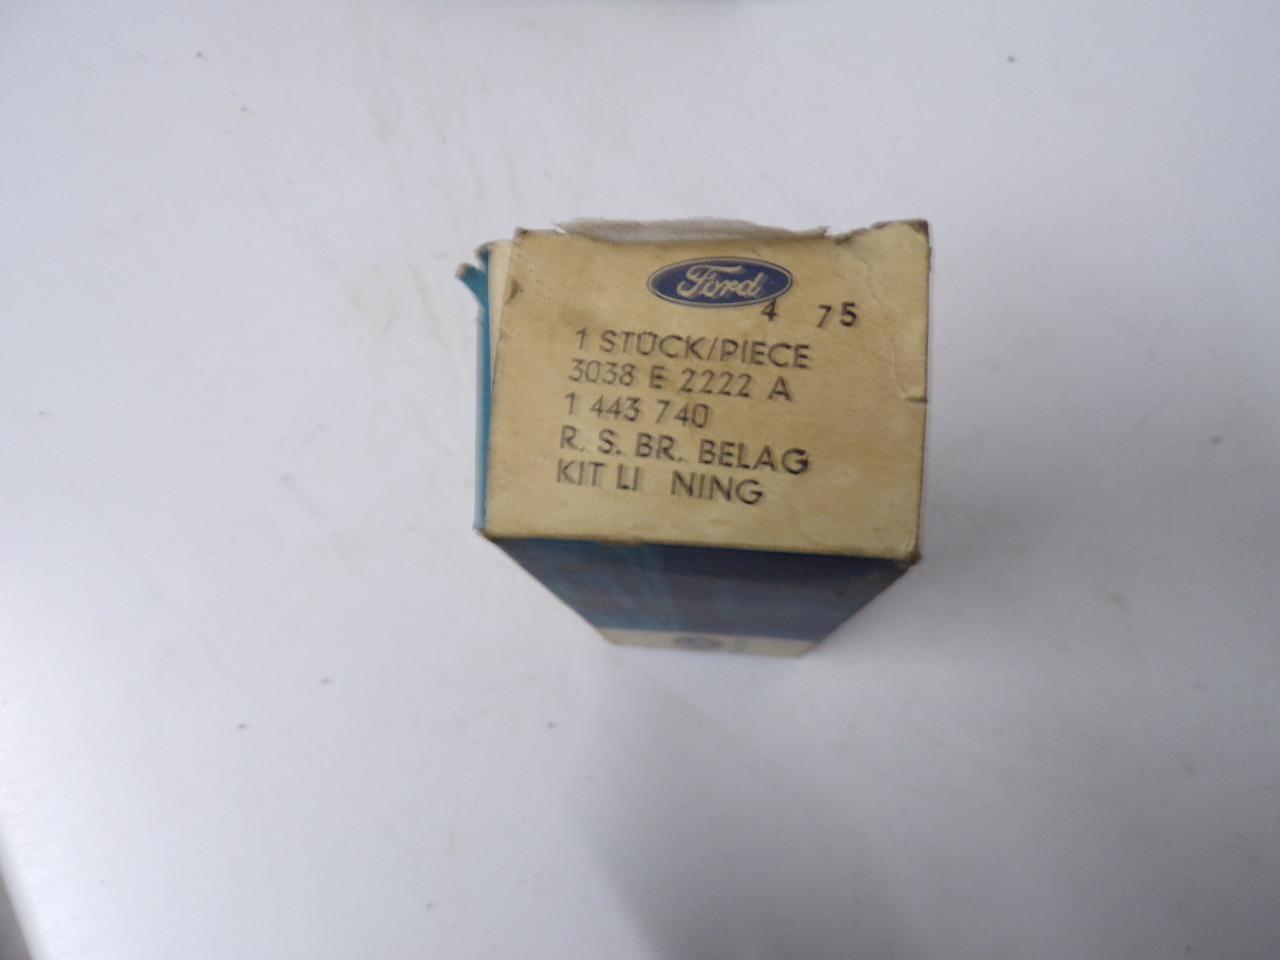 Ford
4 75
1 STÜCK/PIECE
3038 E 2222 A
1 443 740
R. S. BR. BELAG
KIT LI NING